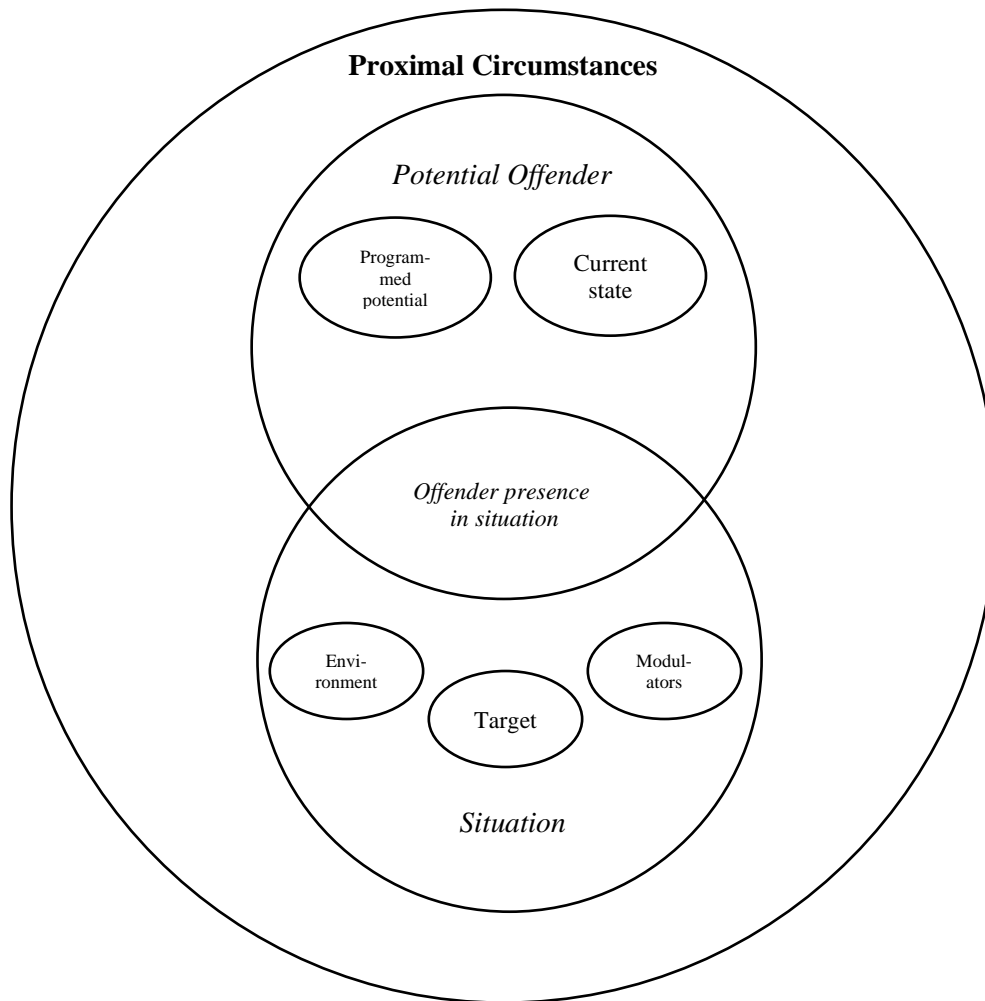 Proximal Circumstances
Potential Offender
Program-
med
potential
Current
state
Offender presence
in situation
Envi-
ronment
Target
Modul-
ators
Situation